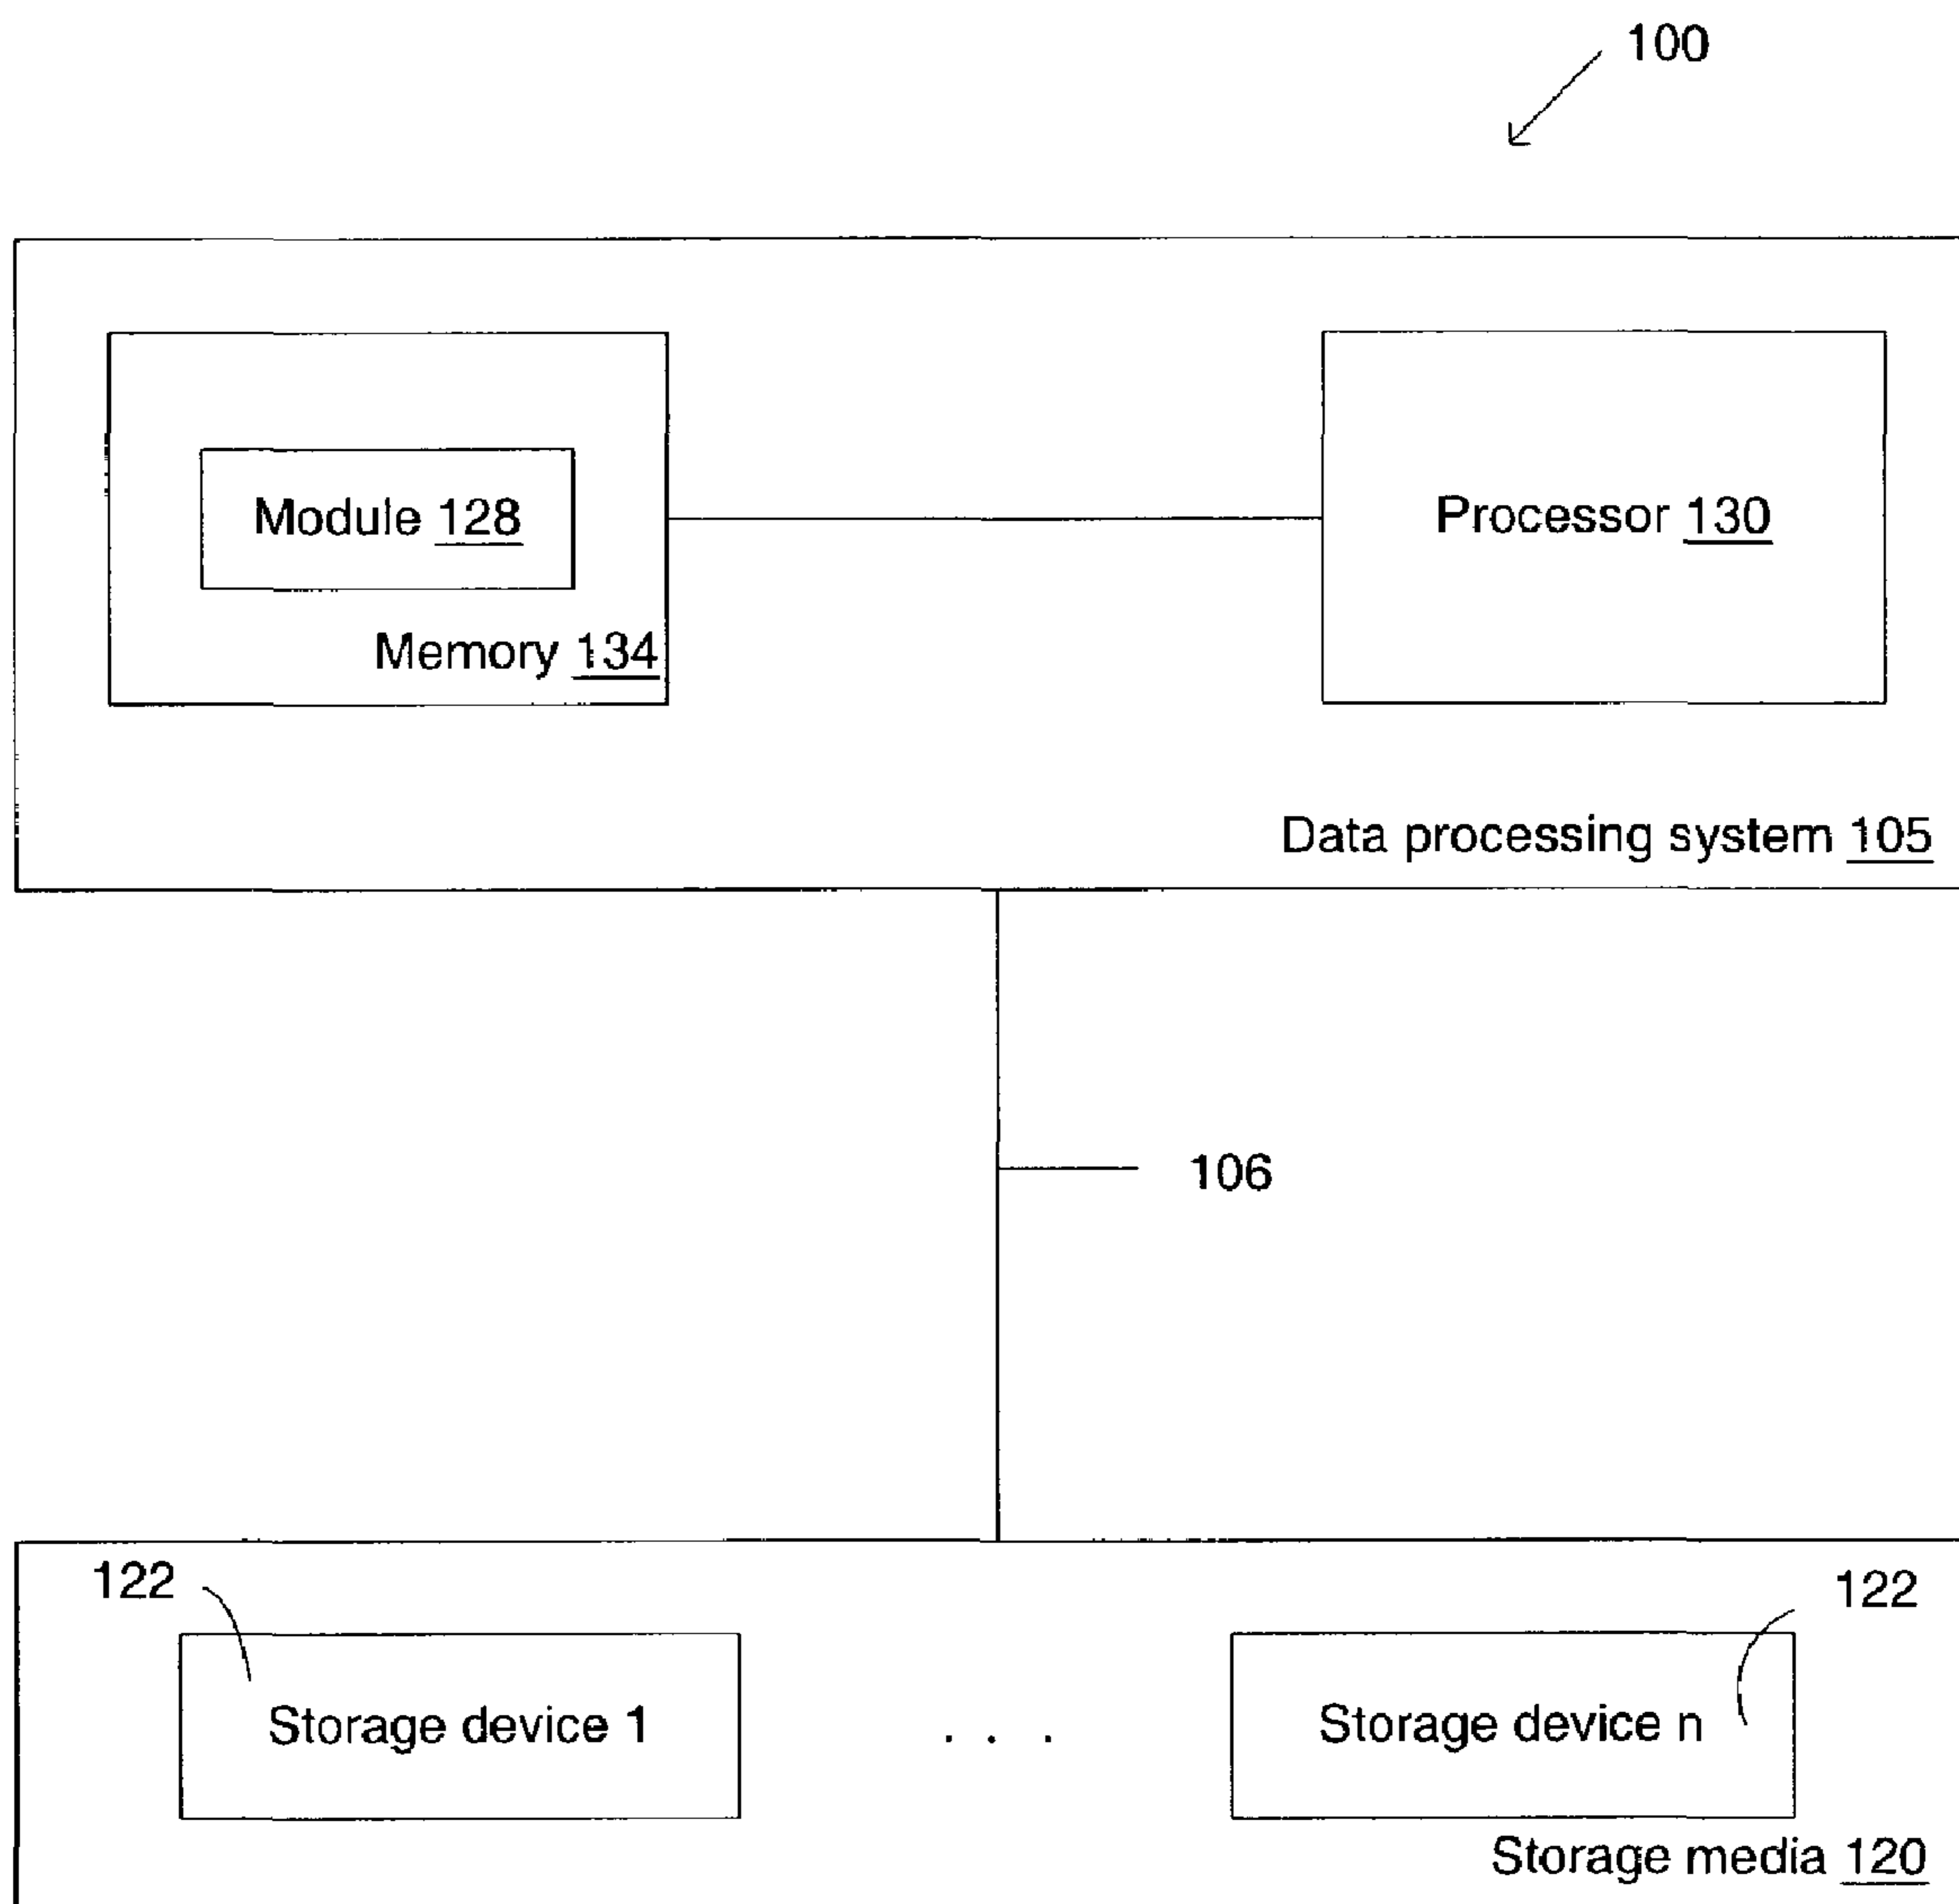 100
Module 128
Processor 130
Memory 134
Data processing system 105
106
122
122
Storage device 1
. . .
Storage device n
Storage media 120